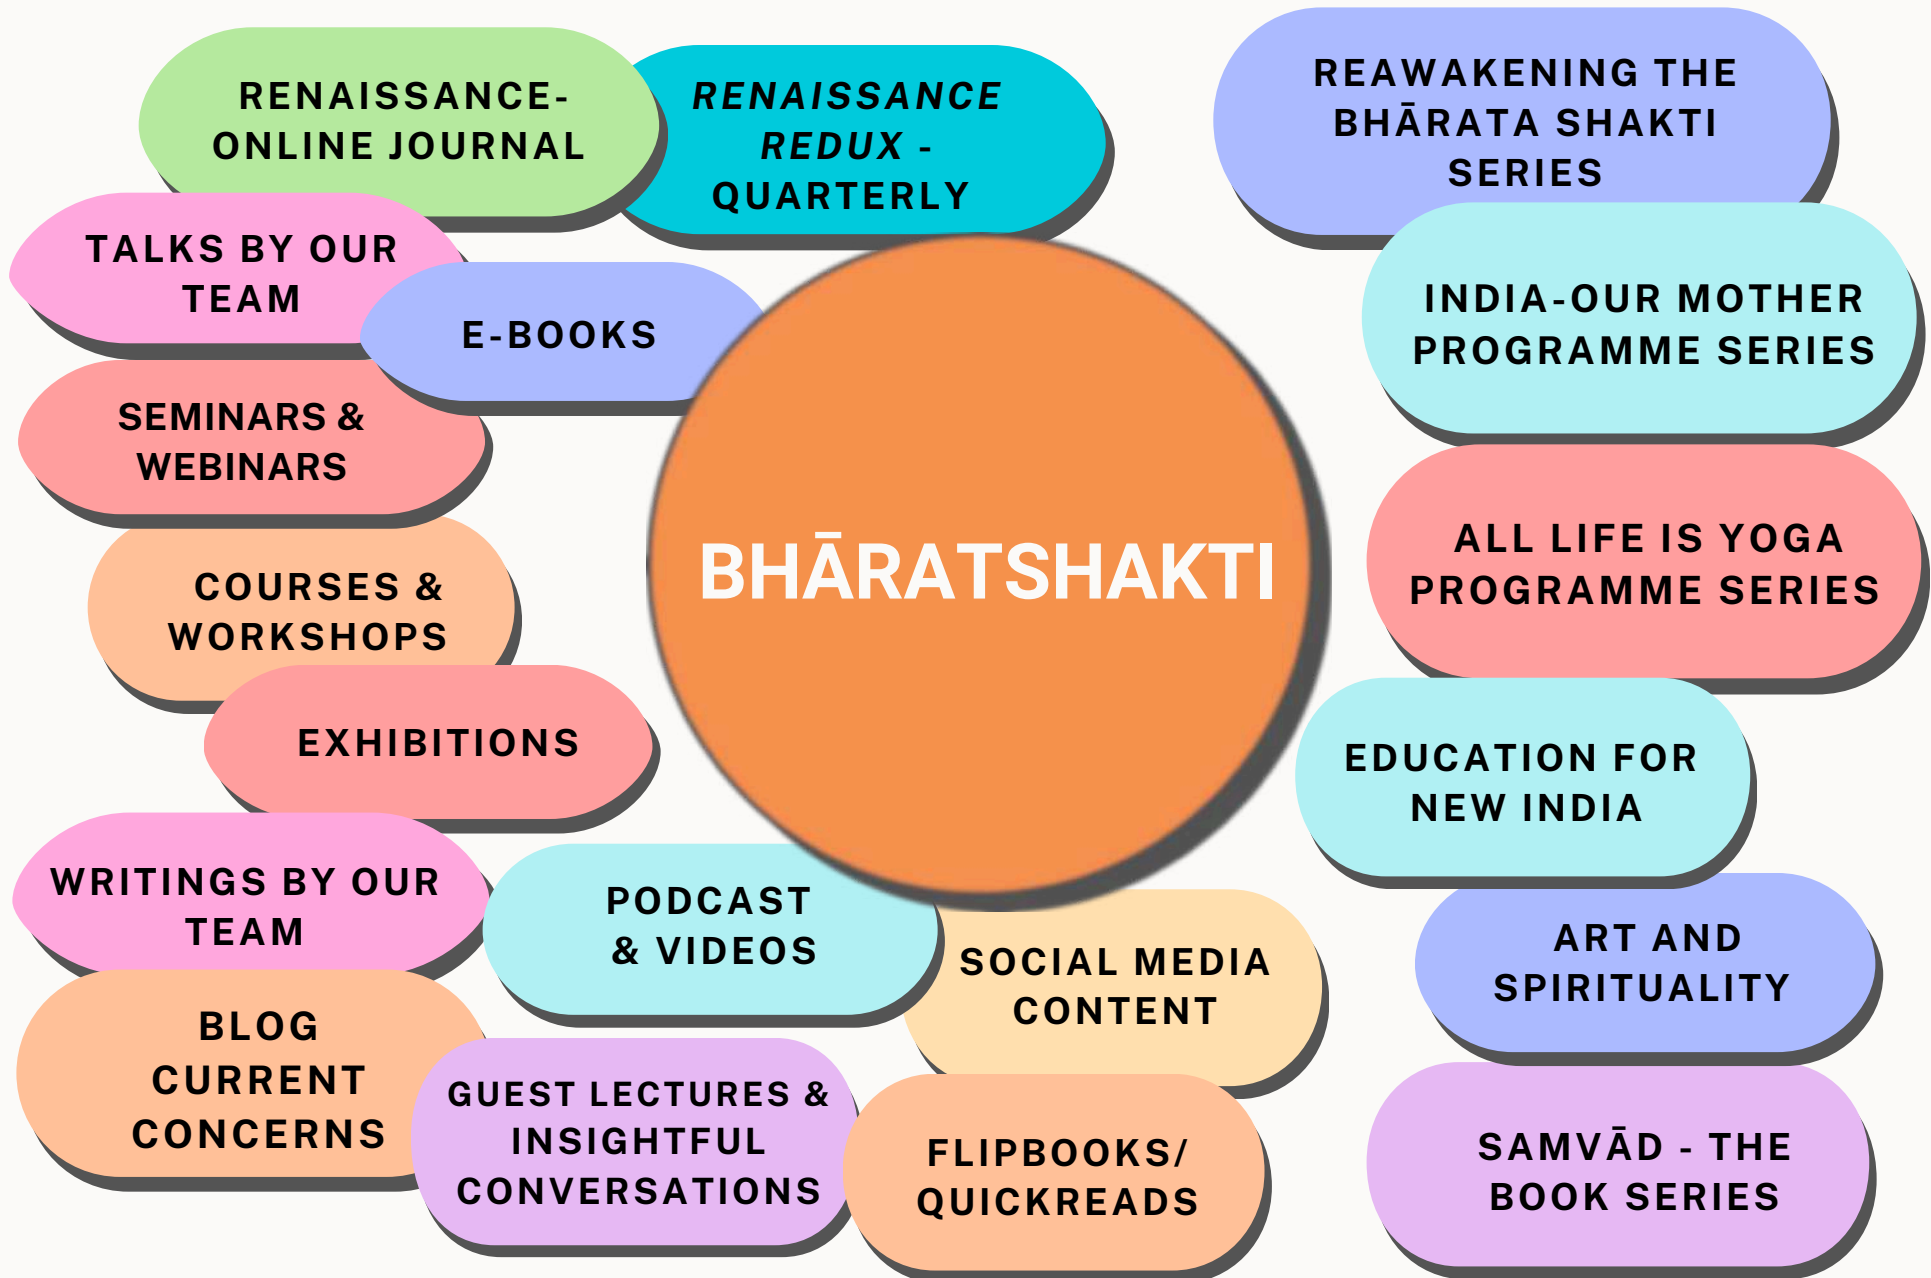 RENAISSANCE-
ONLINE JOURNAL
RENAISSANCE
REDUX -
QUARTERLY
REAWAKENING THE
BHĀRATA SHAKTI
SERIES
TALKS BY OUR
TEAM
E-BOOKS
INDIA-OUR MOTHER
PROGRAMME SERIES
SEMINARS &
WEBINARS
BHĀRATSHAKTI
ALL LIFE IS YOGA
PROGRAMME SERIES
COURSES &
WORKSHOPS
EXHIBITIONS
EDUCATION FOR
NEW INDIA
WRITINGS BY OUR
TEAM
PODCAST
& VIDEOS
SOCIAL MEDIA
CONTENT
ART AND
SPIRITUALITY
BLOG
CURRENT
CONCERNS
GUEST LECTURES &
INSIGHTFUL
CONVERSATIONS
FLIPBOOKS/
QUICKREADS
SAMVĀD - THE
BOOK SERIES